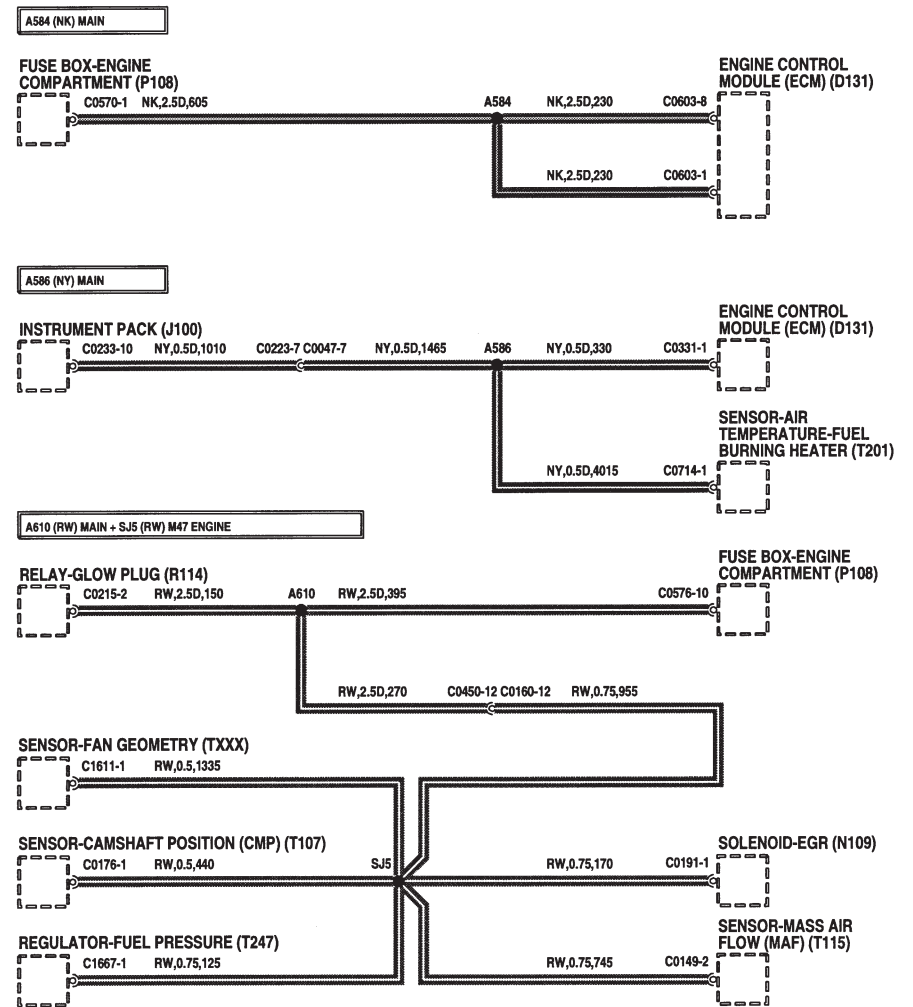 A584 (NK) MAIN
FUSE BOX-ENGINE
COMPARTMENT (P108)
ENGINE CONTROL
MODULE (ECM) (D131)
C0570-1 NK,2.5D,605 A584 NK,2.5D,230 C0603-8
NK,2.5D,230 C0603-1
A586 (NY) MAIN
INSTRUMENT PACK (J100)
ENGINE CONTROL
MODULE (ECM) (D131)
C0233-10 NY,0.5D,1010 C0223-7 C0047-7 NY,0.5D,1465 A586 NY,0.5D,330 C0331-1
SENSOR-AIR
TEMPERATURE-FUEL
BURNING HEATER (T201)
NY,0.5D,4015 C0714-1
A610 (RW) MAIN + SJ5 (RW) M47 ENGINE
RELAY-GLOW PLUG (R114)
FUSE BOX-ENGINE
COMPARTMENT (P108)
C0215-2 RW,2.5D,150 A610 RW,2.5D,395 C0576-10
RW,2.5D,270 C0450-12 C0160-12 RW,0.75,955
SENSOR-FAN GEOMETRY (TXXX)
C1611-1 RW,0.5,1335
SENSOR-CAMSHAFT POSITION (CMP) (T107)
SOLENOID-EGR (N109)
C0176-1 RW,0.5,440 SJ5 RW,0.75,170 C0191-1
REGULATOR-FUEL PRESSURE (T247)
SENSOR-MASS AIR
FLOW (MAF) (T115)
C1667-1 RW,0.75,125 RW,0.75,745 C0149-2